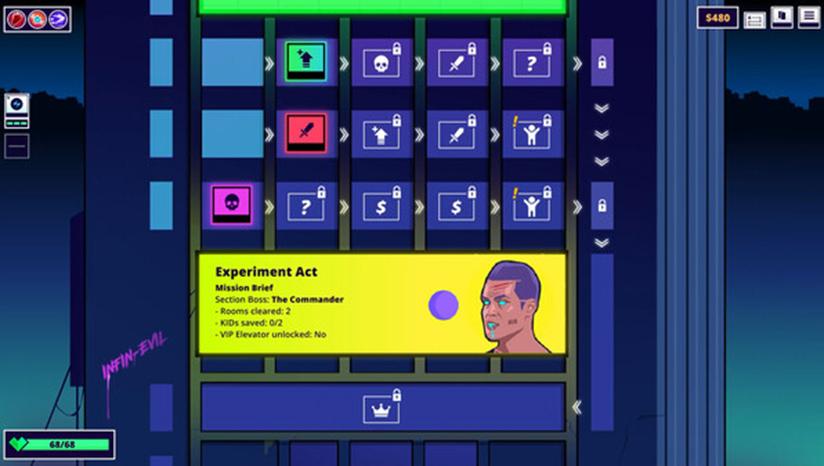 $480
?
?
$
$
Experiment Act
Mission Brief
Section Boss: The Commander
- Rooms cleared: 2
- KIDs saved: 0/2
- VIP Elevator unlocked: No
INFIN-EVIL
68/68